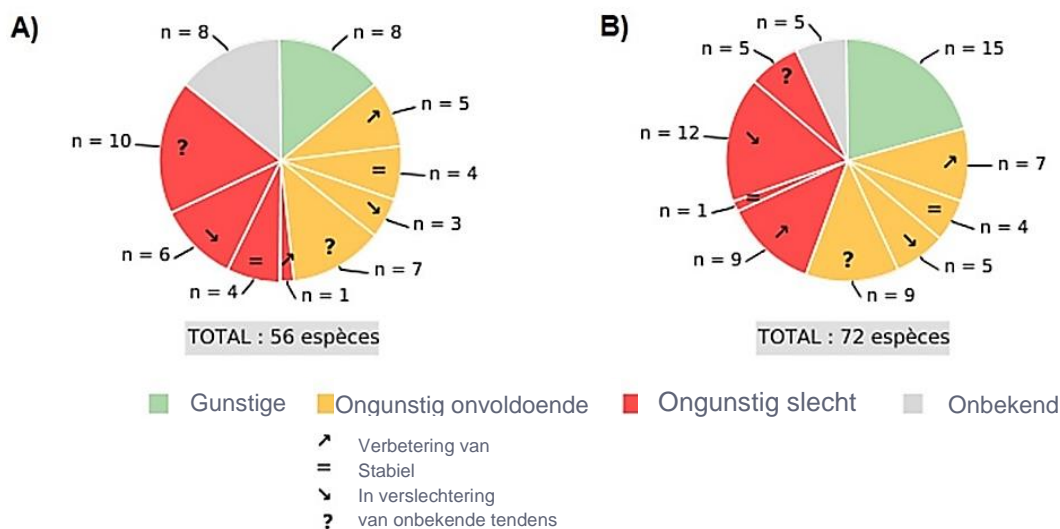 A)
n = 8
n = 8
n = 5
n = 10
?
↗
=
n = 4
↘
n = 3
?
n = 7
↘
n = 6
=
n = 4
↗
n = 1
TOTAL : 56 espèces
B)
n = 5
n = 5
n = 15
?
n = 12
↘
↗
n = 7
=
n = 1
=
n = 4
↗
n = 9
↘
n = 5
?
n = 9
TOTAL : 72 espèces
Gunstige Ongunstig onvoldoende Ongunstig slecht Onbekend
↗ Verbetering van
= Stabiel
↘ In verslechtering
? van onbekende tendens